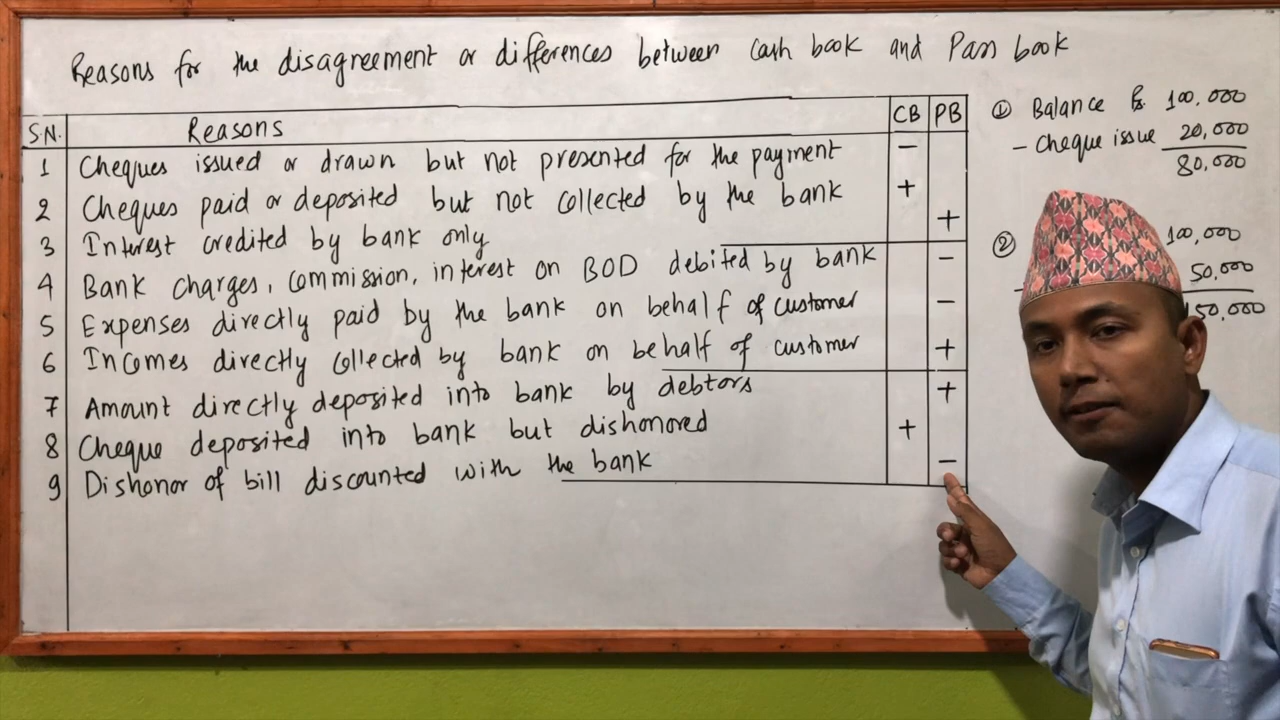 Reasons for the disagreement or differences between cash book and Pass book
S.N. Reasons CB PB
1 Cheques issued or drawn but not presented for the payment −
2 Cheques paid or deposited but not collected by the bank +
3 Interest credited by bank only +
4 Bank charges, commission, interest on BOD debited by bank −
5 Expenses directly paid by the bank on behalf of customer −
6 Incomes directly collected by bank on behalf of customer +
7 Amount directly deposited into bank by debtors +
8 Cheque deposited into bank but dishonored +
9 Dishonor of bill discounted with the bank −
① Balance Rs. 100,000
− Cheque issue 20,000
80,000
② 100,000
50,000
150,000